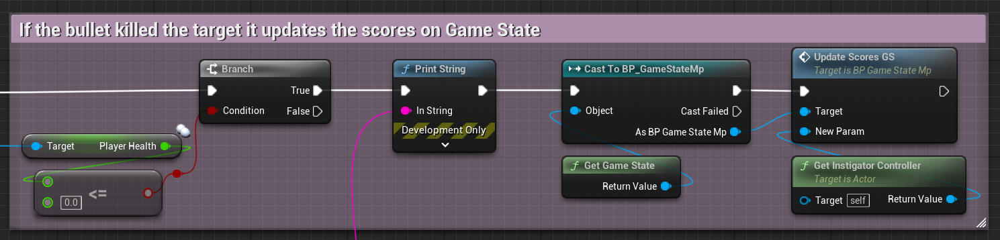 If the bullet killed the target it updates the scores on Game State
Branch
True
Condition
False
Target
Player Health
0.0
<=
Print String
In String
Development Only
Cast To BP_GameStateMp
Object
Cast Failed
As BP Game State Mp
Get Game State
Return Value
Update Scores GS
Target is BP Game State Mp
Target
New Param
Get Instigator Controller
Target is Actor
Target
self
Return Value